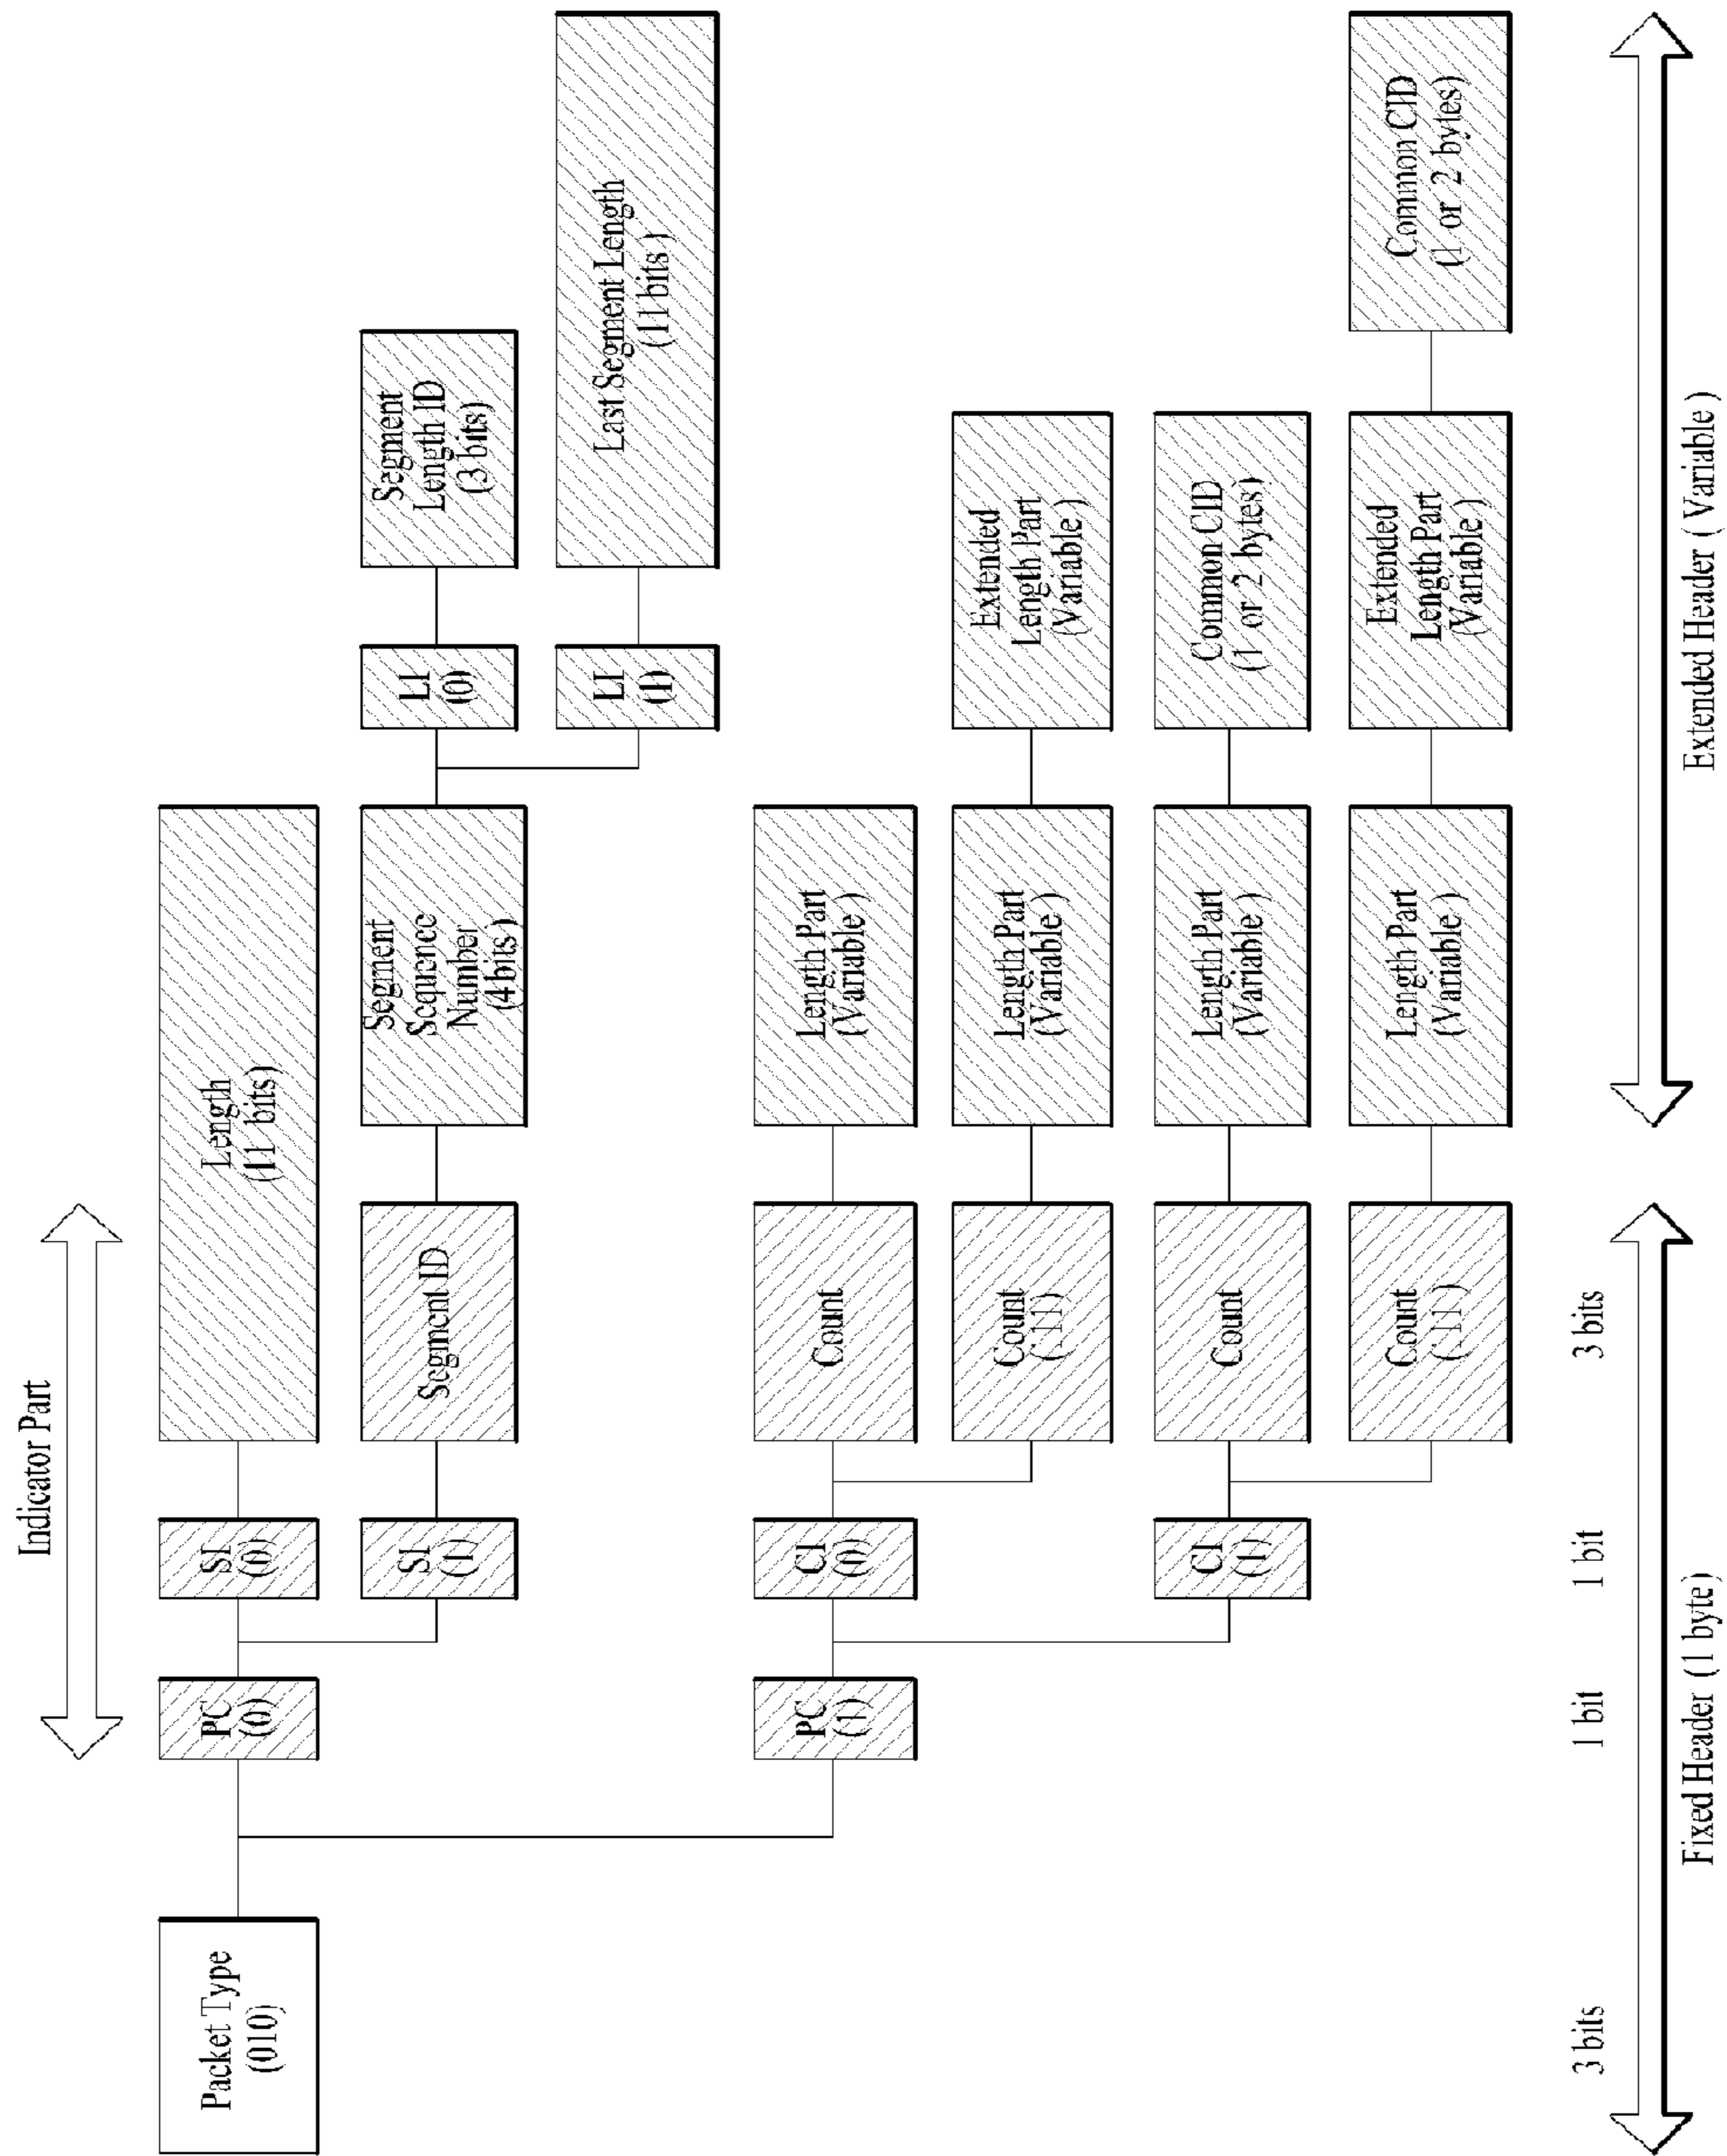 Indicator Part
Packet Type
(010)
PC
(0)
SI
(0)
Length
(11 bits)
SI
(1)
Segment ID
Segment
Sequence
Number
(4bits)
LI
(0)
Segment
Length ID
(3 bits)
LI
(1)
Last Segment Length
(11 bits)
PC
(1)
CI
(0)
Count
Length Part
(Variable)
Count
(111)
Length Part
(Variable)
Extended
Length Part
(Variable)
CI
(1)
Count
Length Part
(Variable)
Common CID
(1 or 2 bytes)
Count
(111)
Length Part
(Variable)
Extended
Length Part
(Variable)
Common CID
(1 or 2 bytes)
3 bits
1 bit
1 bit
3 bits
Fixed Header (1 byte)
Extended Header (Variable)